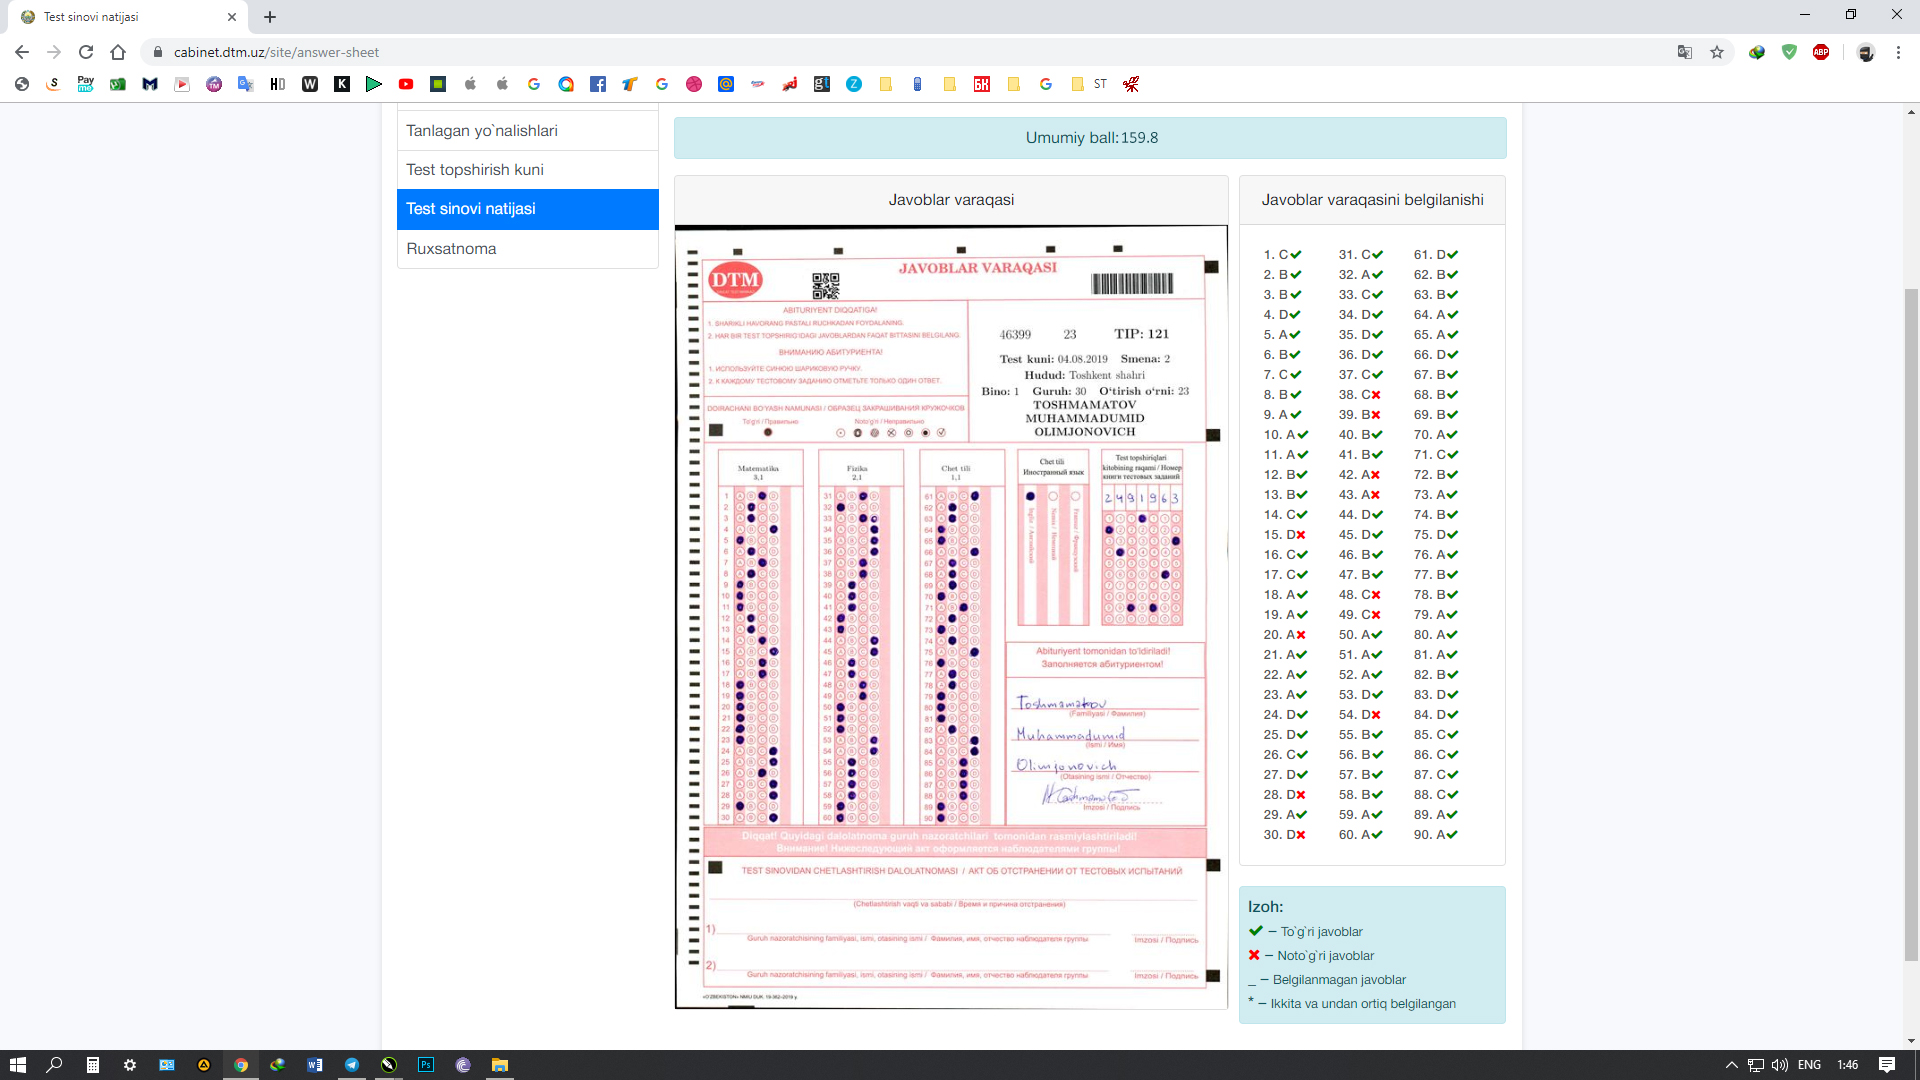 Test sinovi natijasi
cabinet.dtm.uz/site/answer-sheet
ST
Tanlagan yo`nalishlari
Test topshirish kuni
Test sinovi natijasi
Ruxsatnoma
Umumiy ball:159.8
Javoblar varaqasi
DTM
JAVOBLAR VARAQASI
ABITURIYENT DIQQATIGA!
1. SHARIKLI HAVORANG PASTALI RUCHKADAN FOYDALANING.
2. HAR BIR TEST TOPSHIRIG'IDAGI JAVOBLARDAN FAQAT BITTASINI BELGILANG.
ВНИМАНИЮ АБИТУРИЕНТА!
1. ИСПОЛЬЗУЙТЕ СИНЮЮ ШАРИКОВУЮ РУЧКУ.
2. К КАЖДОМУ ТЕСТОВОМУ ЗАДАНИЮ ОТМЕТЬТЕ ТОЛЬКО ОДИН ОТВЕТ.
DOIRACHANI BO'YASH NAMUNASI / ОБРАЗЕЦ ЗАКРАШИВАНИЯ КРУЖОЧКОВ
To'g'ri / Правильно Noto'g'ri / Неправильно
46399 23 TIP: 121
Test kuni: 04.08.2019 Smena: 2
Hudud: Toshkent shahri
Bino: 1 Guruh: 30 O‘tirish o‘rni: 23
TOSHMAMATOV
MUHAMMADUMID
OLIMJONOVICH
Matematika
3,1
Fizika
2,1
Chet tili
1,1
Chet tili
Иностранный язык
Test topshiriqlari
kitobining raqami / Номер
книги тестовых заданий
2491963
Ingliz / Английский
Nemis / Немецкий
Fransuz / Французский
Abituriyent tomonidan to'ldiriladi!
Заполняется абитуриентом!
Toshmamatov
(Familiyasi / Фамилия)
Muhammadumid
(Ismi / Имя)
Olimjonovich
(Otasining ismi / Отчество)
Imzosi / Подпись
Diqqat! Quyidagi dalolatnoma guruh nazoratchilari tomonidan rasmiylashtiriladi!
Внимание! Нижеследующий акт оформляется наблюдателями группы!
TEST SINOVIDAN CHETLASHTIRISH DALOLATNOMASI / АКТ ОБ ОТСТРАНЕНИИ ОТ ТЕСТОВЫХ ИСПЫТАНИЙ
(Chetlashtirish vaqti va sababi / Время и причина отстранения)
1)
Guruh nazoratchisining familiyasi, ismi, otasining ismi / Фамилия, имя, отчество наблюдателя группы Imzosi / Подпись
2)
Guruh nazoratchisining familiyasi, ismi, otasining ismi / Фамилия, имя, отчество наблюдателя группы Imzosi / Подпись
Javoblar varaqasini belgilanishi
1. C✔ 31. C✔ 61. D✔
2. B✔ 32. A✔ 62. B✔
3. B✔ 33. C✔ 63. B✔
4. D✔ 34. D✔ 64. A✔
5. A✔ 35. D✔ 65. A✔
6. B✔ 36. D✔ 66. D✔
7. C✔ 37. C✔ 67. B✔
8. B✔ 38. C✖ 68. B✔
9. A✔ 39. B✖ 69. B✔
10. A✔ 40. B✔ 70. A✔
11. A✔ 41. B✔ 71. C✔
12. B✔ 42. A✖ 72. B✔
13. B✔ 43. A✖ 73. A✔
14. C✔ 44. D✔ 74. B✔
15. D✖ 45. D✔ 75. D✔
16. C✔ 46. B✔ 76. A✔
17. C✔ 47. B✔ 77. B✔
18. A✔ 48. C✖ 78. B✔
19. A✔ 49. C✖ 79. A✔
20. A✖ 50. A✔ 80. A✔
21. A✔ 51. A✔ 81. A✔
22. A✔ 52. A✔ 82. B✔
23. A✔ 53. D✔ 83. D✔
24. D✔ 54. D✖ 84. D✔
25. D✔ 55. B✔ 85. C✔
26. C✔ 56. B✔ 86. C✔
27. D✔ 57. B✔ 87. C✔
28. D✖ 58. B✔ 88. C✔
29. A✔ 59. A✔ 89. A✔
30. D✖ 60. A✔ 90. A✔
Izoh:
✔ – To`g`ri javoblar
✖ – Noto`g`ri javoblar
_ – Belgilanmagan javoblar
* – Ikkita va undan ortiq belgilangan
ENG 1:46